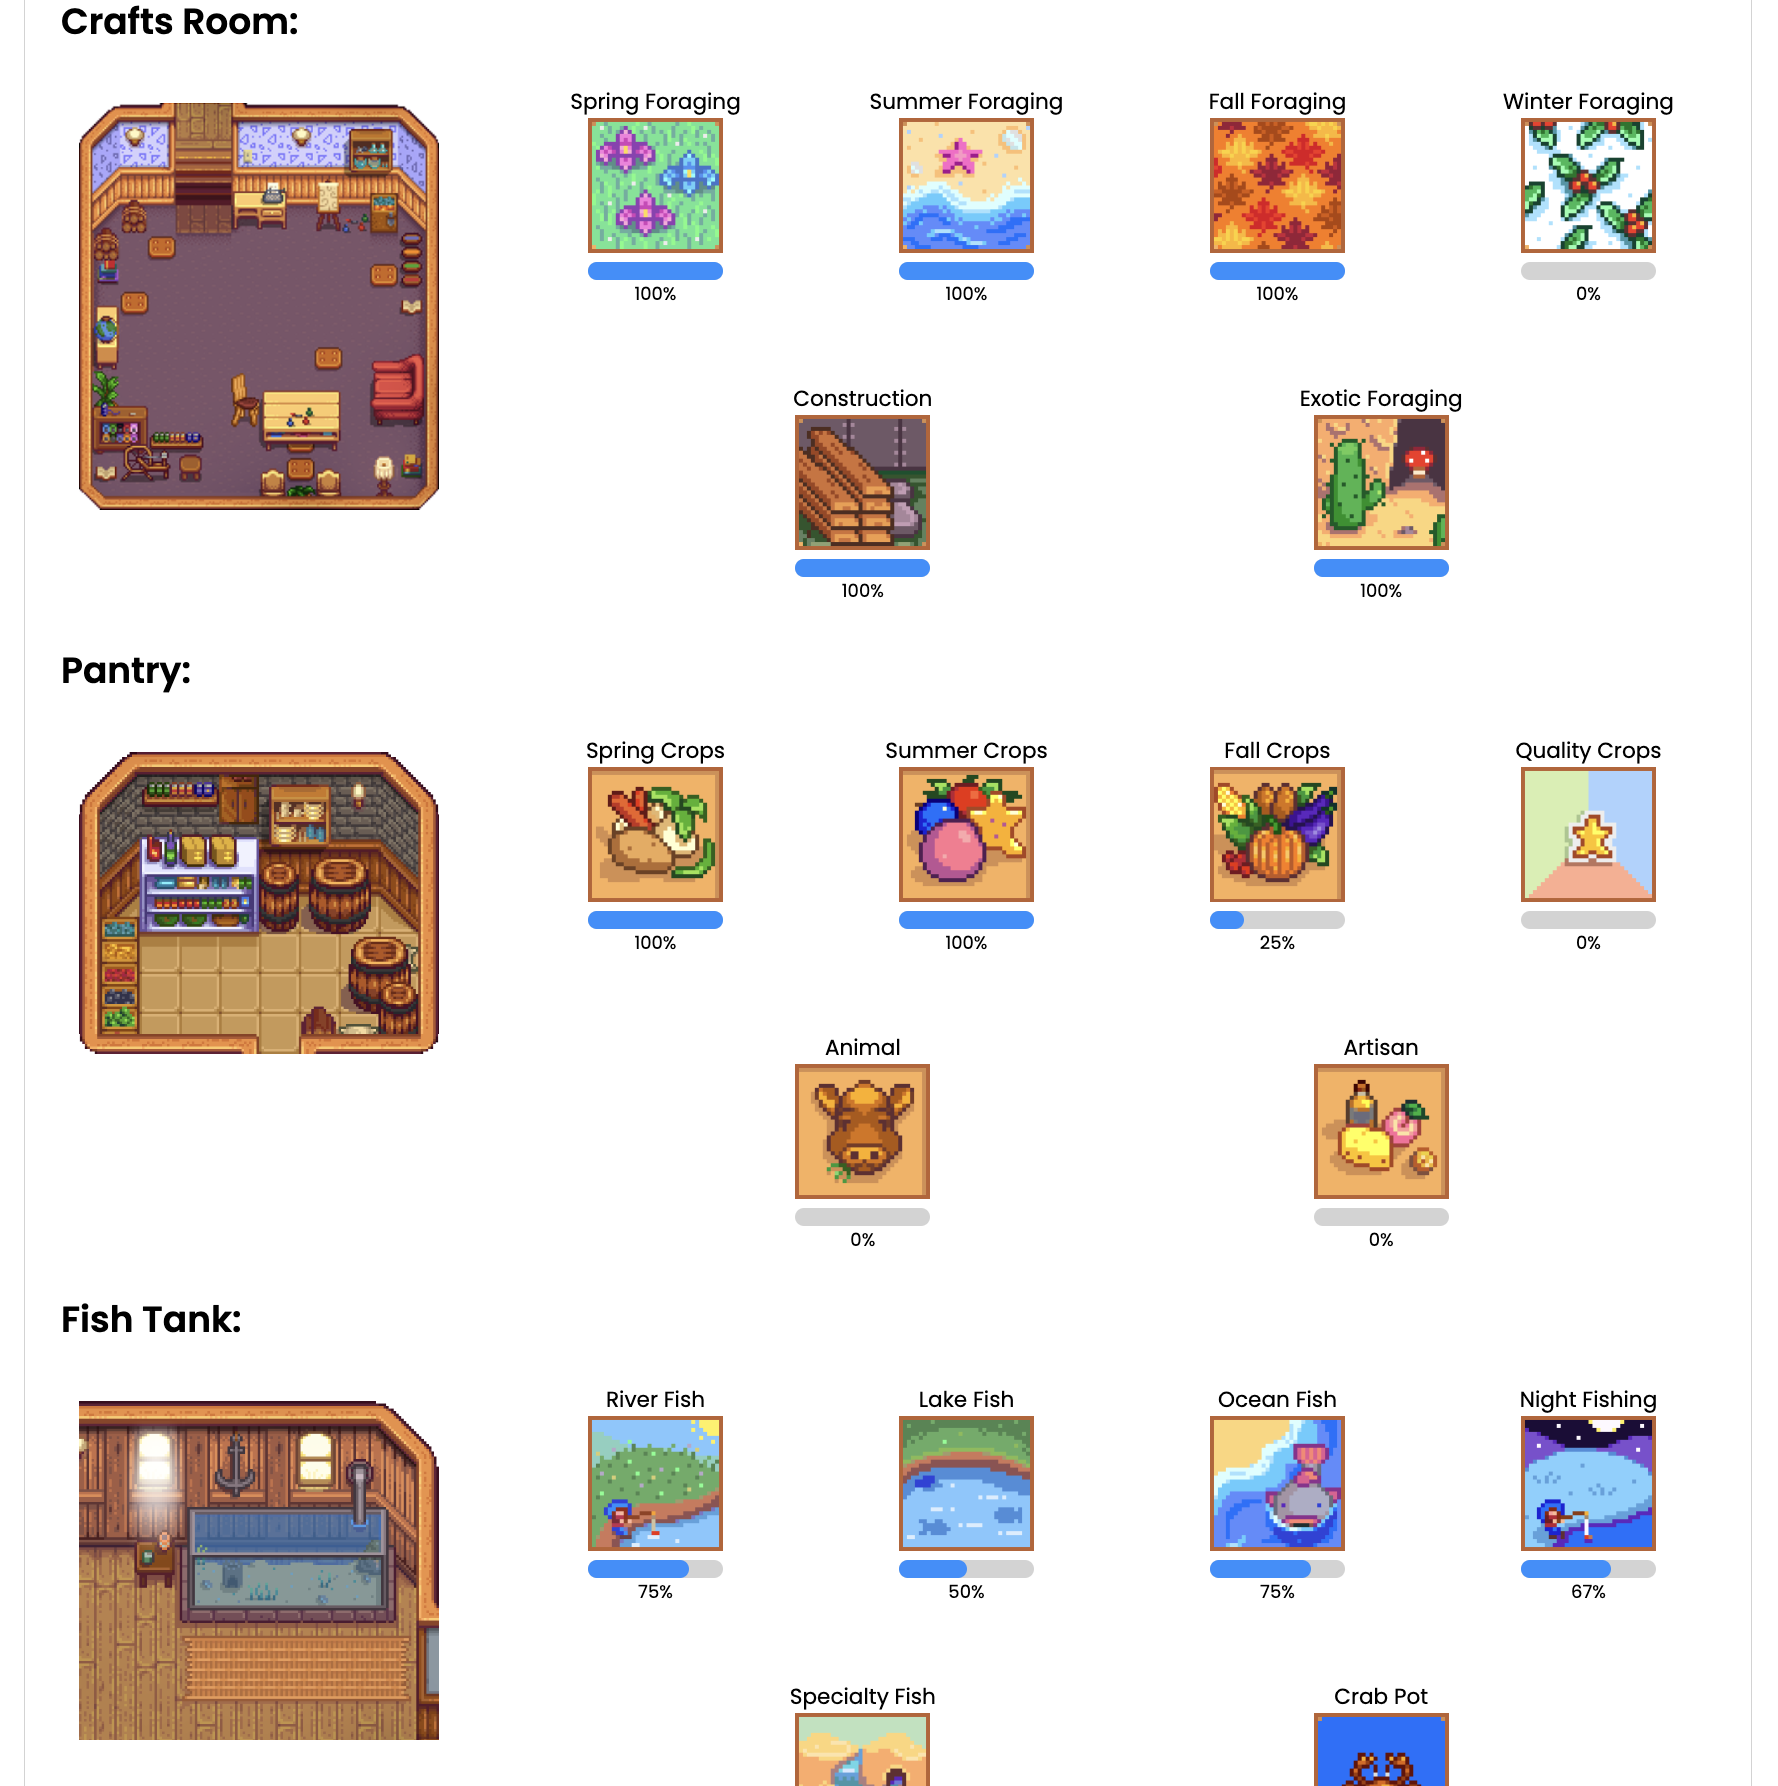 Crafts Room:
Spring Foraging
Summer Foraging
Fall Foraging
Winter Foraging
100%
100%
100%
0%
Construction
Exotic Foraging
100%
100%
Pantry:
Spring Crops
Summer Crops
Fall Crops
Quality Crops
100%
100%
25%
0%
Animal
Artisan
0%
0%
Fish Tank:
River Fish
Lake Fish
Ocean Fish
Night Fishing
75%
50%
75%
67%
Specialty Fish
Crab Pot